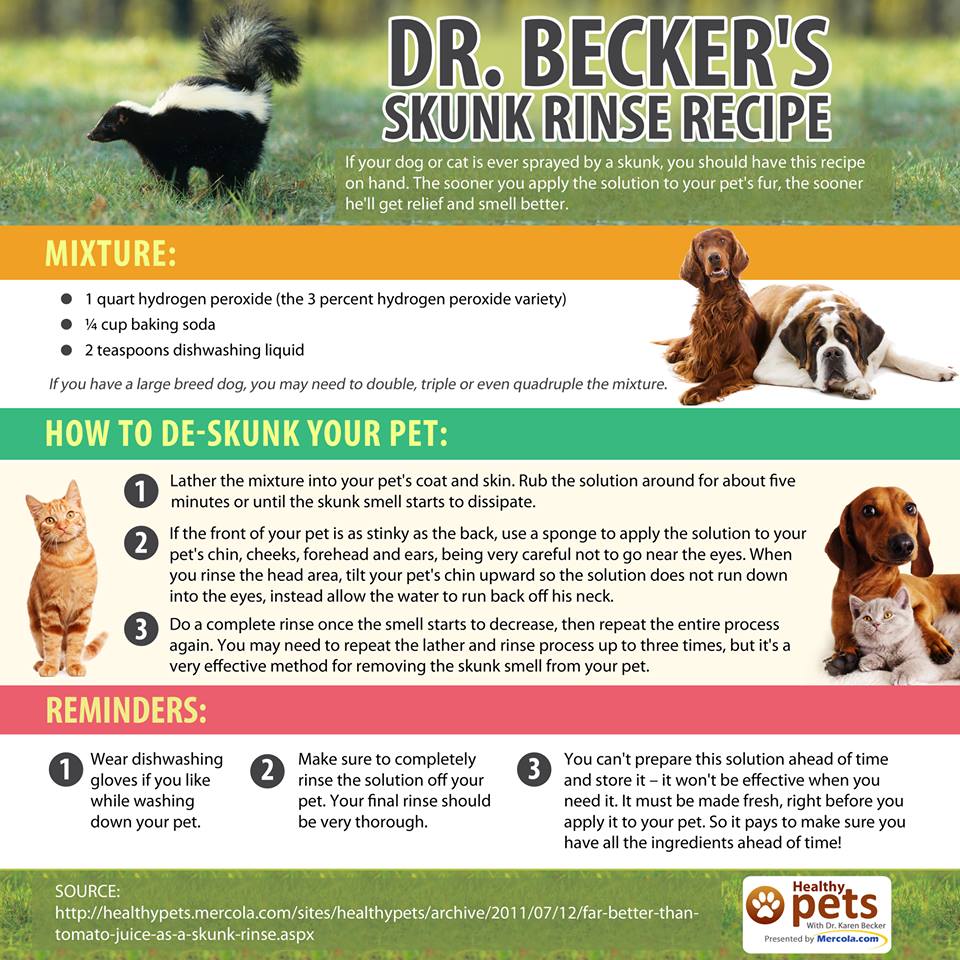 DR. BECKER'S
SKUNK RINSE RECIPE
If your dog or cat is ever sprayed by a skunk, you should have this recipe
on hand. The sooner you apply the solution to your pet's fur, the sooner
he'll get relief and smell better.
MIXTURE:
● 1 quart hydrogen peroxide (the 3 percent hydrogen peroxide variety)
● ¼ cup baking soda
● 2 teaspoons dishwashing liquid
If you have a large breed dog, you may need to double, triple or even quadruple the mixture.
HOW TO DE-SKUNK YOUR PET:
1 Lather the mixture into your pet's coat and skin. Rub the solution around for about five
minutes or until the skunk smell starts to dissipate.
2 If the front of your pet is as stinky as the back, use a sponge to apply the solution to your
pet's chin, cheeks, forehead and ears, being very careful not to go near the eyes. When
you rinse the head area, tilt your pet's chin upward so the solution does not run down
into the eyes, instead allow the water to run back off his neck.
3 Do a complete rinse once the smell starts to decrease, then repeat the entire process
again. You may need to repeat the lather and rinse process up to three times, but it's a
very effective method for removing the skunk smell from your pet.
REMINDERS:
1 Wear dishwashing
gloves if you like
while washing
down your pet.
2 Make sure to completely
rinse the solution off your
pet. Your final rinse should
be very thorough.
3 You can't prepare this solution ahead of time
and store it – it won't be effective when you
need it. It must be made fresh, right before you
apply it to your pet. So it pays to make sure you
have all the ingredients ahead of time!
SOURCE:
http://healthypets.mercola.com/sites/healthypets/archive/2011/07/12/far-better-than-
tomato-juice-as-a-skunk-rinse.aspx
Healthy
pets
With Dr. Karen Becker
Presented by Mercola.com